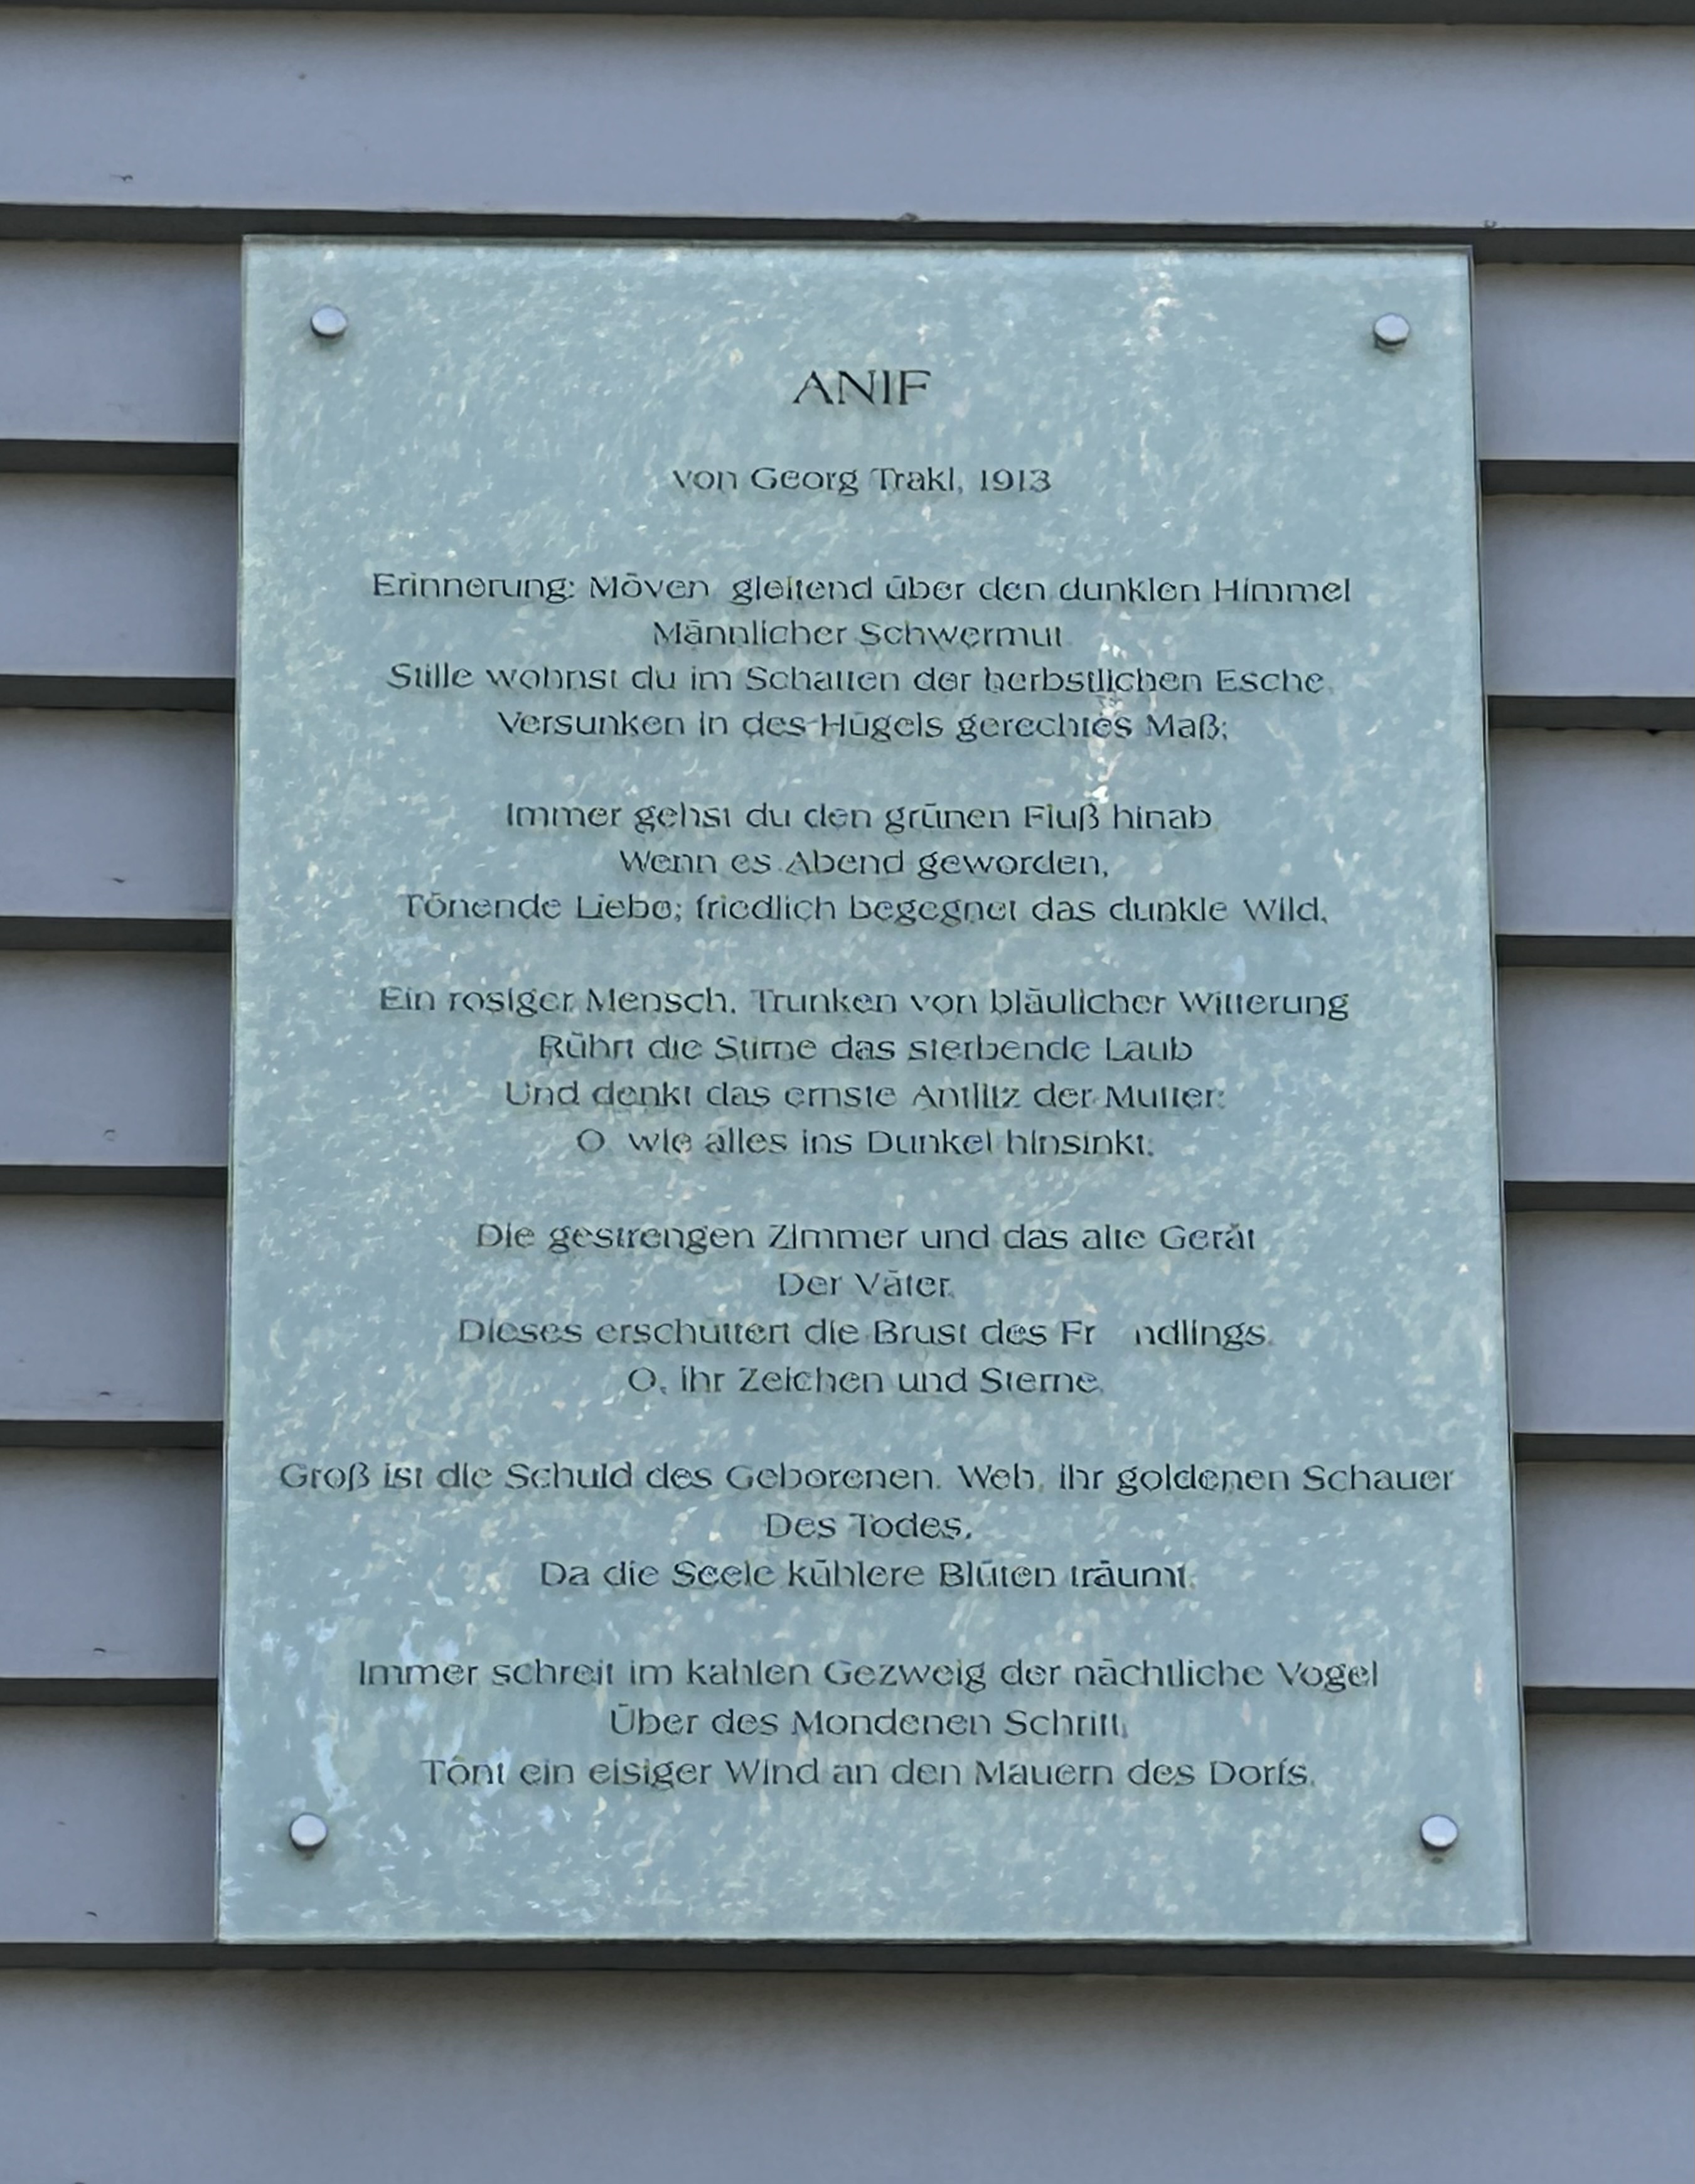 ANIF
von Georg Trakl, 1913
Erinnerung: Möven gleitend über den dunklen Himmel
Männlicher Schwermut
Stille wohnst du im Schatten der herbstlichen Esche,
Versunken in des Hügels gerechtes Maß;
Immer gehst du den grünen Fluß hinab
Wenn es Abend geworden,
Tönende Liebe; friedlich begegnet das dunkle Wild,
Ein rosiger Mensch. Trunken von bläulicher Witterung
Rührt die Stirne das sterbende Laub
Und denkt das ernste Antlitz der Mutter;
O wie alles ins Dunkel hinsinkt;
Die gestrengen Zimmer und das alte Gerät
Der Väter.
Dieses erschüttert die Brust des Fr ndlings.
O, ihr Zeichen und Sterne.
Groß ist die Schuld des Geborenen. Weh, ihr goldenen Schauer
Des Todes,
Da die Seele kühlere Blüten träumt.
Immer schreit im kahlen Gezweig der nächtliche Vogel
Über des Mondenen Schritt,
Tönt ein eisiger Wind an den Mauern des Dorfs.